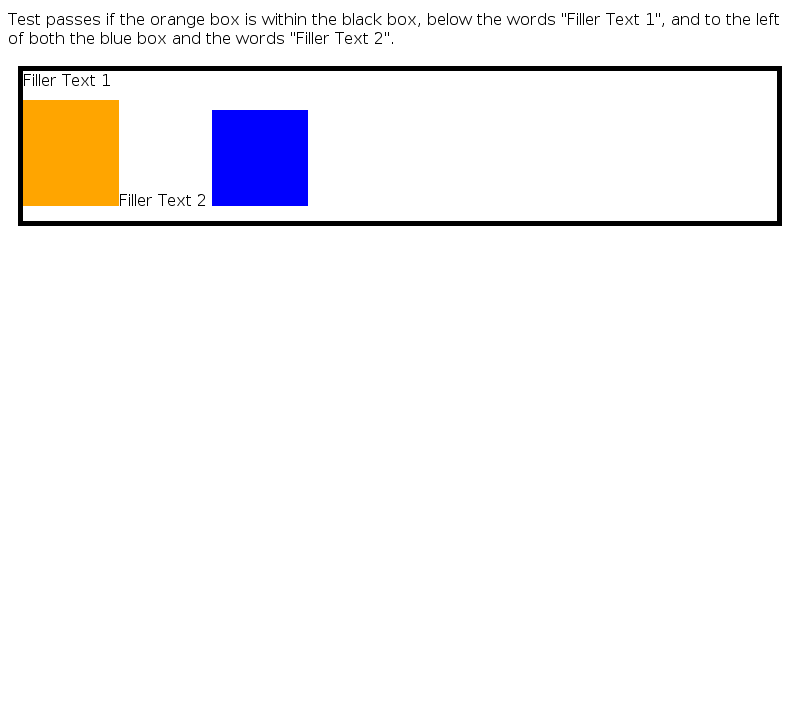 Test passes if the orange box is within the black box, below the words "Filler Text 1", and to the left
of both the blue box and the words "Filler Text 2".
Filler Text 1
Filler Text 2